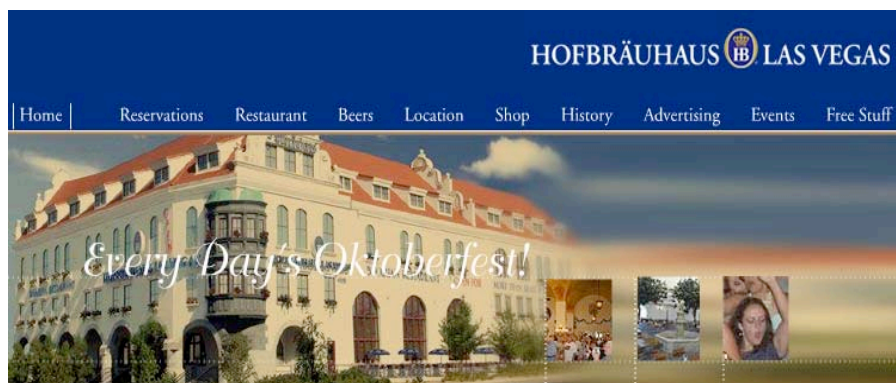 HOFBRÄUHAUS HB LAS VEGAS
Home Reservations Restaurant Beers Location Shop History Advertising Events Free Stuff
Every Day's Oktoberfest!